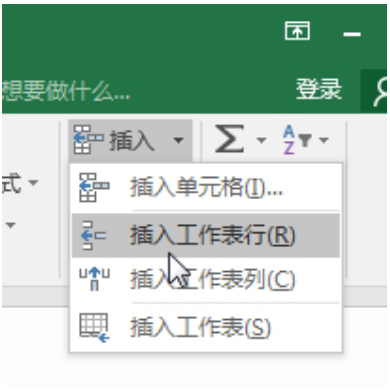 想要做什么... 登录
插入
式
插入单元格(I)...
插入工作表行(R)
插入工作表列(C)
插入工作表(S)